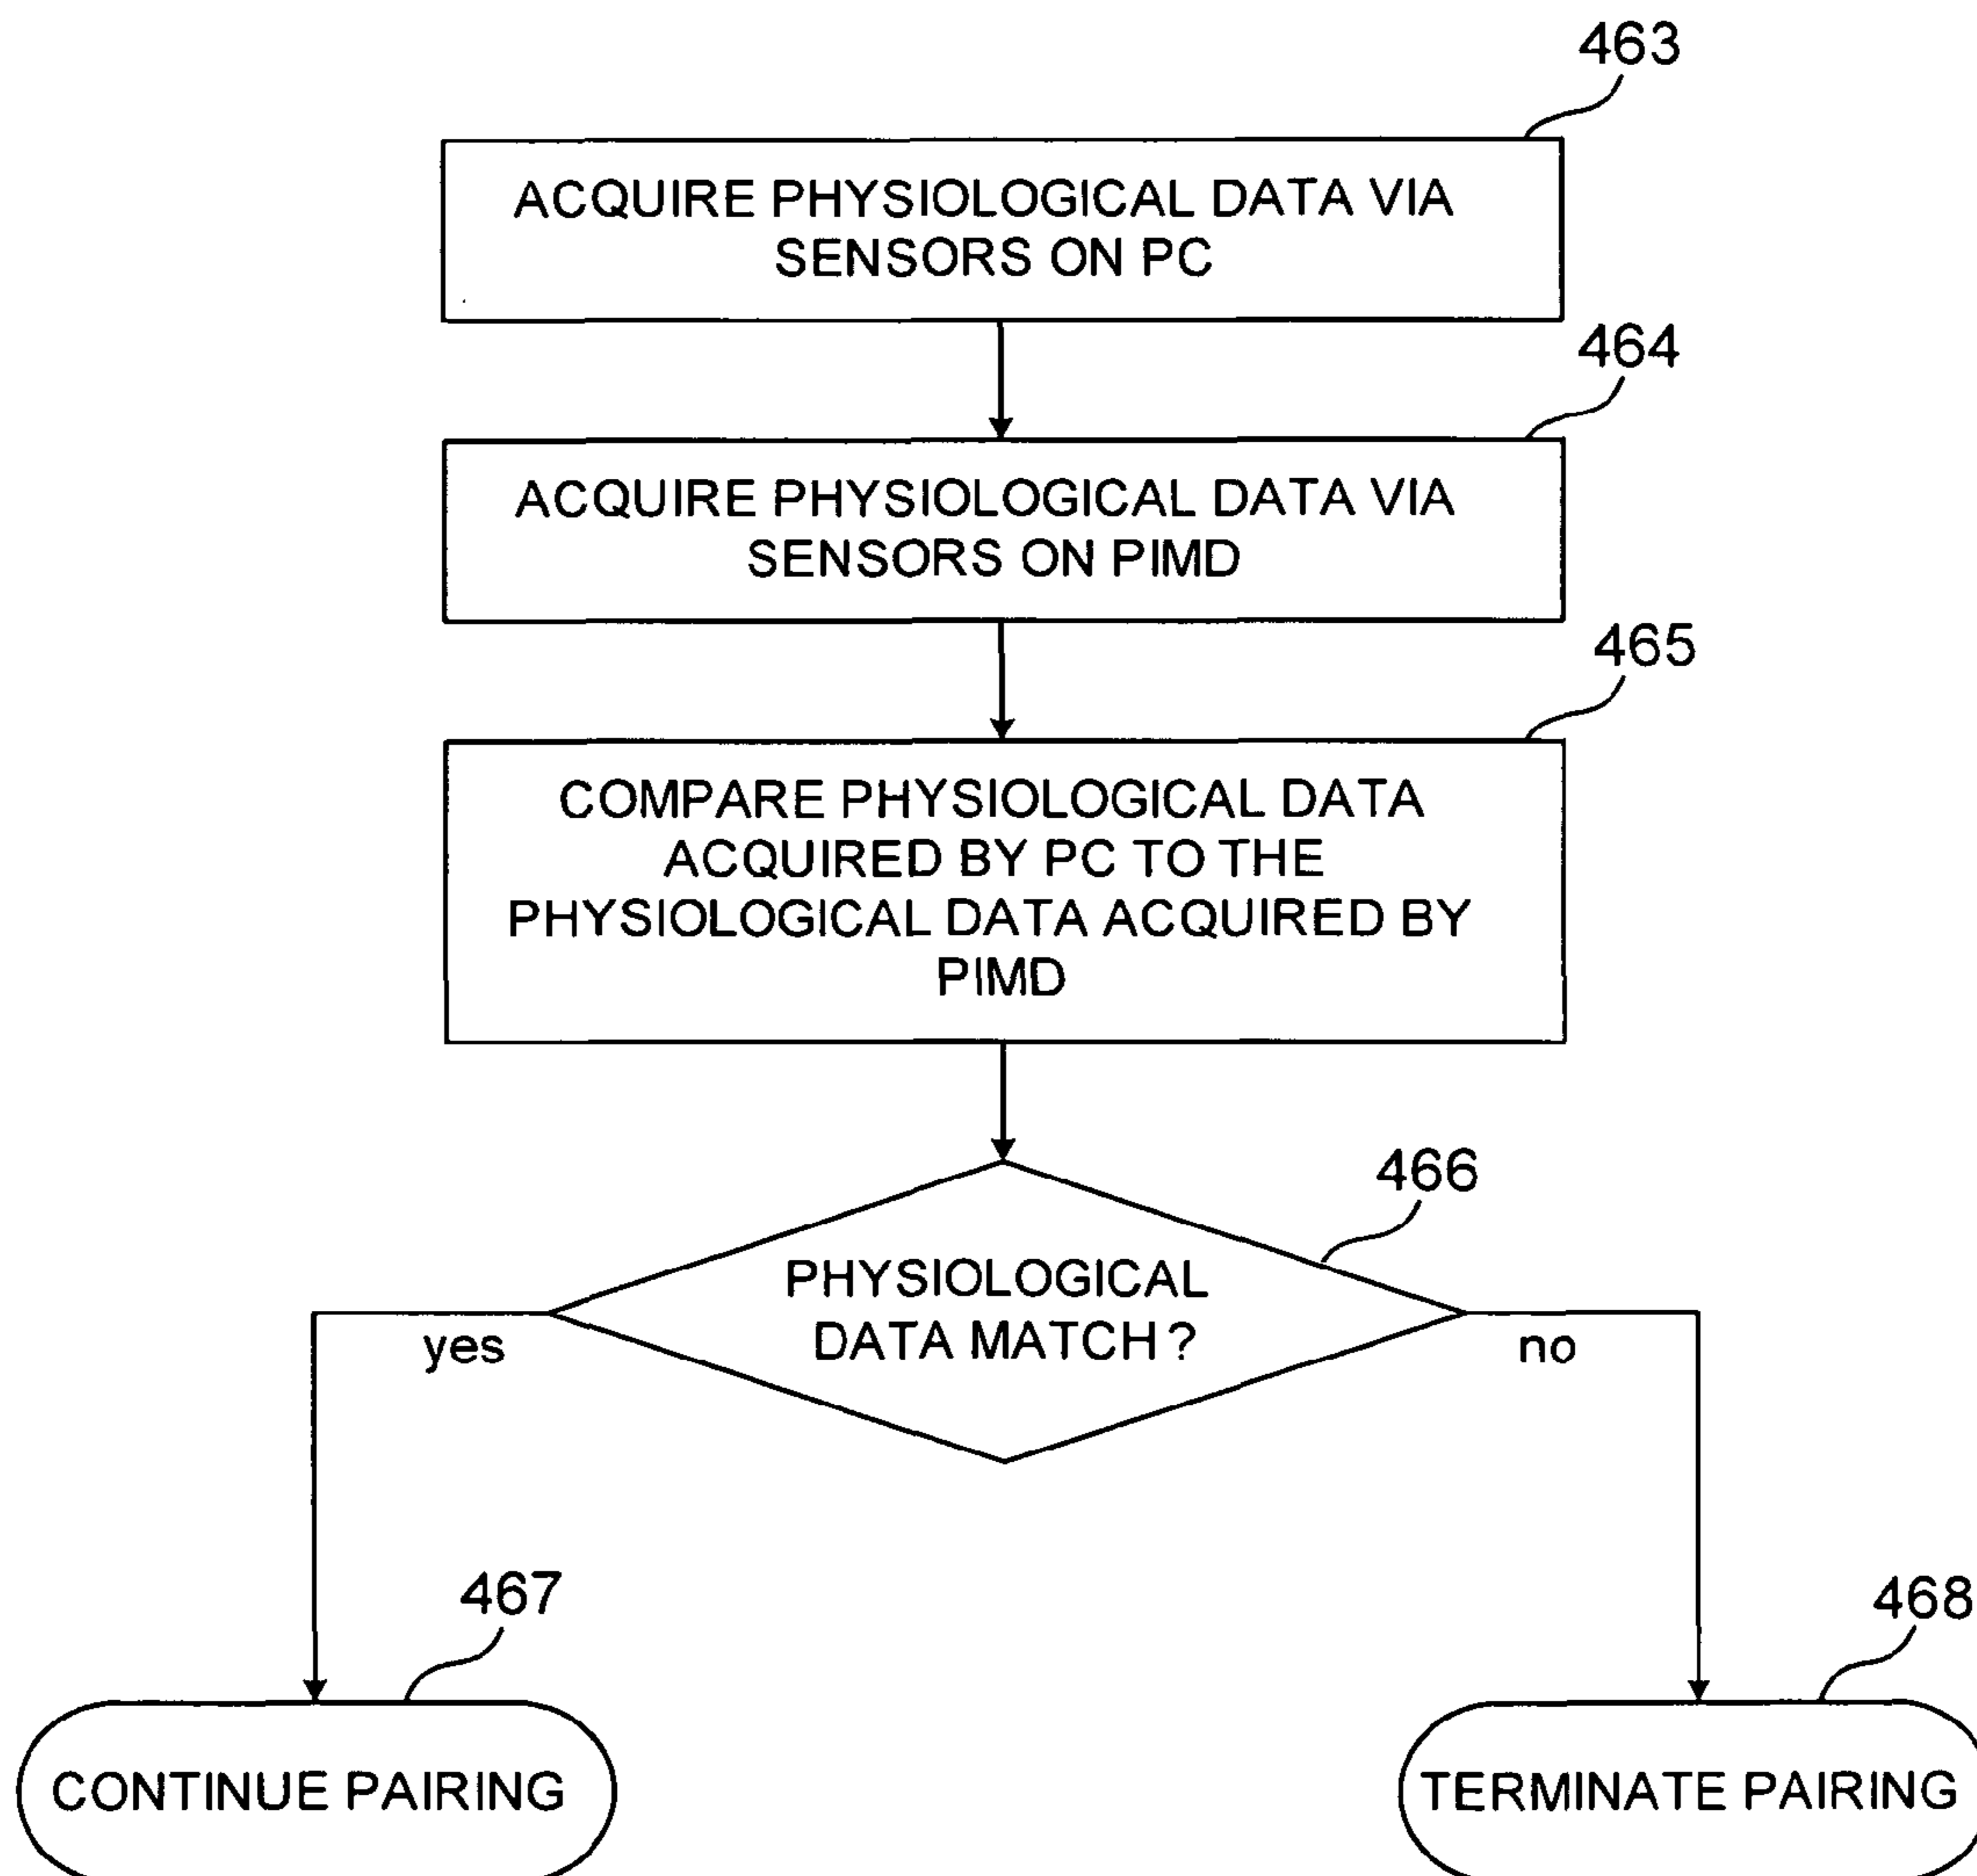 463
ACQUIRE PHYSIOLOGICAL DATA VIA
SENSORS ON PC
464
ACQUIRE PHYSIOLOGICAL DATA VIA
SENSORS ON PIMD
465
COMPARE PHYSIOLOGICAL DATA
ACQUIRED BY PC TO THE
PHYSIOLOGICAL DATA ACQUIRED BY
PIMD
466
PHYSIOLOGICAL
DATA MATCH ?
yes
no
467
468
CONTINUE PAIRING
TERMINATE PAIRING